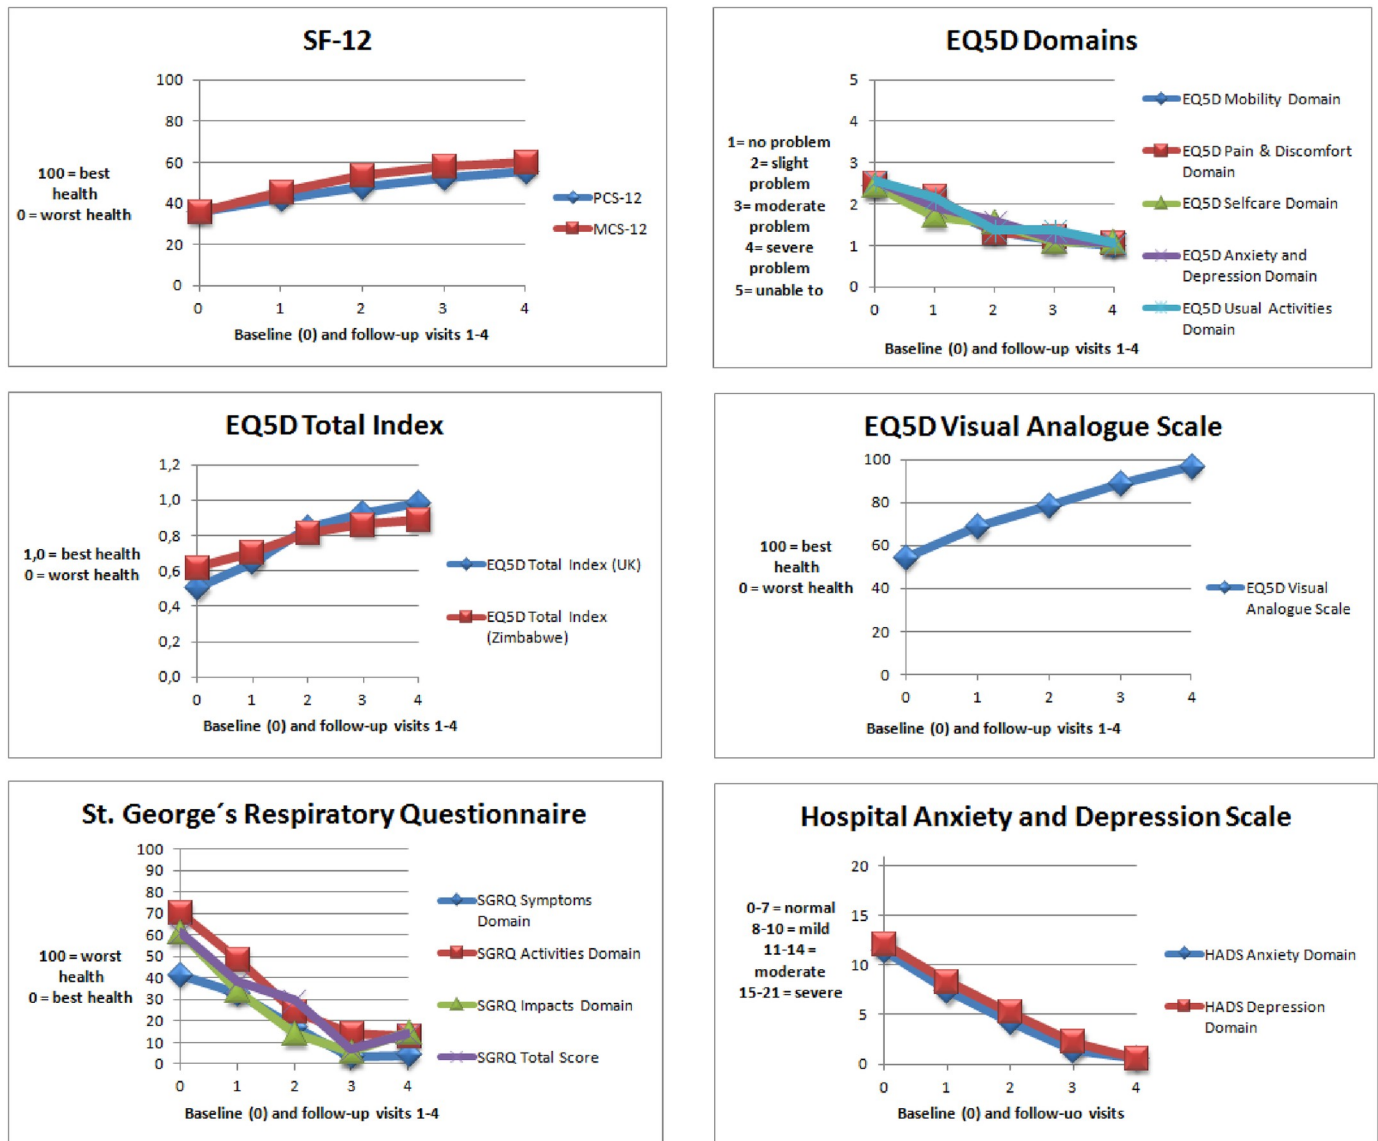 SF-12
100 = best
health
0 = worst health
100
80
60
40
20
0
0 1 2 3 4
Baseline (0) and follow-up visits 1-4
PCS-12
MCS-12
EQ5D Domains
1= no problem
2= slight
problem
3= moderate
problem
4= severe
problem
5= unable to
5
4
3
2
1
0
0 1 2 3 4
Baseline (0) and follow-up visits 1-4
EQ5D Mobility Domain
EQ5D Pain & Discomfort
Domain
EQ5D Selfcare Domain
EQ5D Anxiety and
Depression Domain
EQ5D Usual Activities
Domain
EQ5D Total Index
1,0 = best health
0 = worst health
1,2
1,0
0,8
0,6
0,4
0,2
0,0
0 1 2 3 4
Baseline (0) and follow-up visits 1-4
EQ5D Total Index (UK)
EQ5D Total Index
(Zimbabwe)
EQ5D Visual Analogue Scale
100 = best
health
0 = worst health
100
80
60
40
20
0
0 1 2 3 4
Baseline (0) and follow-up visits 1-4
EQ5D Visual
Analogue Scale
St. George´s Respiratory Questionnaire
100 = worst
health
0 = best health
100
90
80
70
60
50
40
30
20
10
0
0 1 2 3 4
Baseline (0) and follow-up visits 1-4
SGRQ Symptoms
Domain
SGRQ Activities Domain
SGRQ Impacts Domain
SGRQ Total Score
Hospital Anxiety and Depression Scale
0-7 = normal
8-10 = mild
11-14 =
moderate
15-21 = severe
20
15
10
5
0
0 1 2 3 4
Baseline (0) and follow-uo visits
HADS Anxiety Domain
HADS Depression
Domain